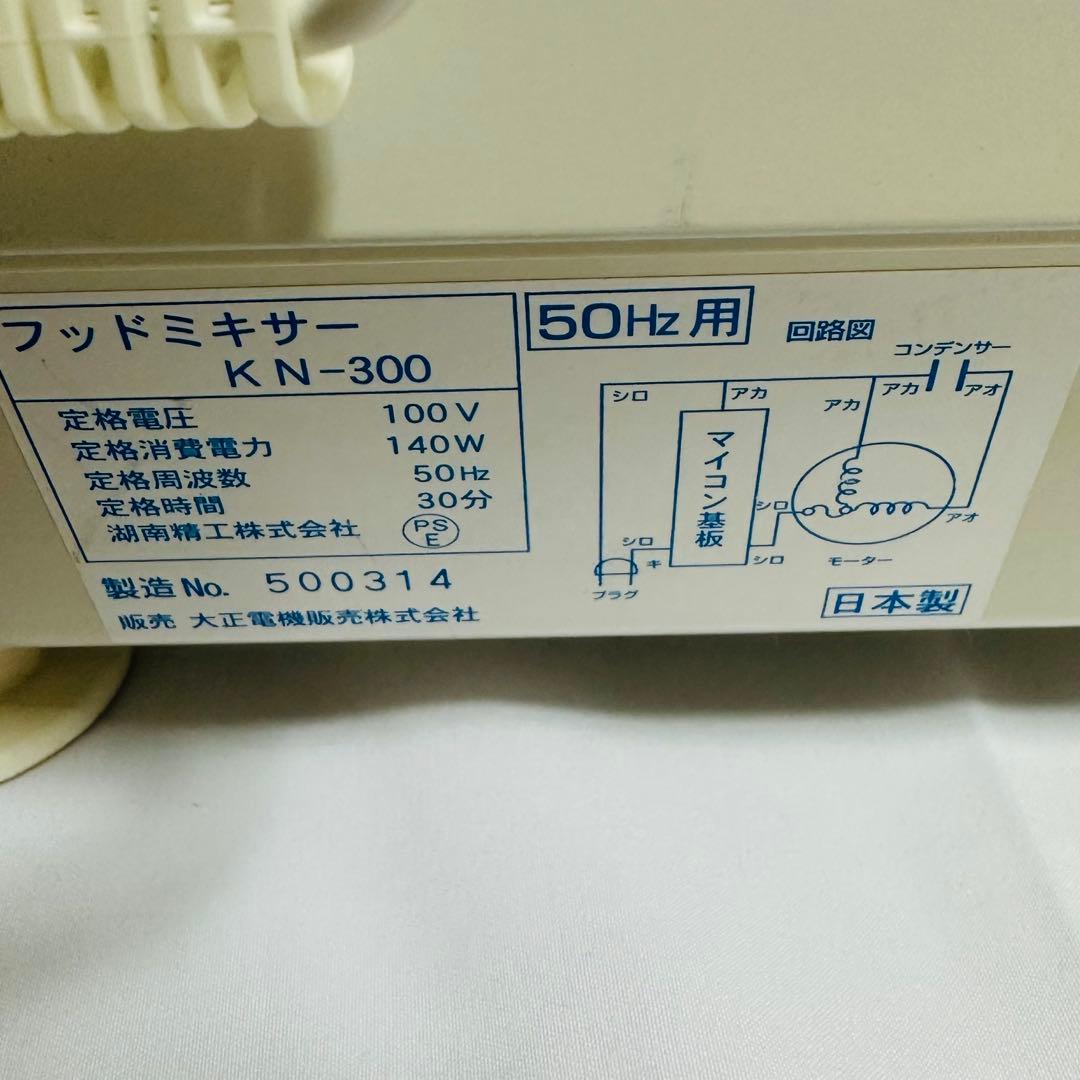 フッドミキサー
KN-300
定格電圧 100V
定格消費電力 140W
定格周波数 50Hz
定格時間 30分
湖南精工株式会社 PSE
製造No. 500314
販売 大正電機販売株式会社
50Hz用
回路図
コンデンサー
シロ
アカ
アカ
アカ
アオ
マイコン基板
シロ
アオ
シロ
キ
シロ
モーター
プラグ
日本製